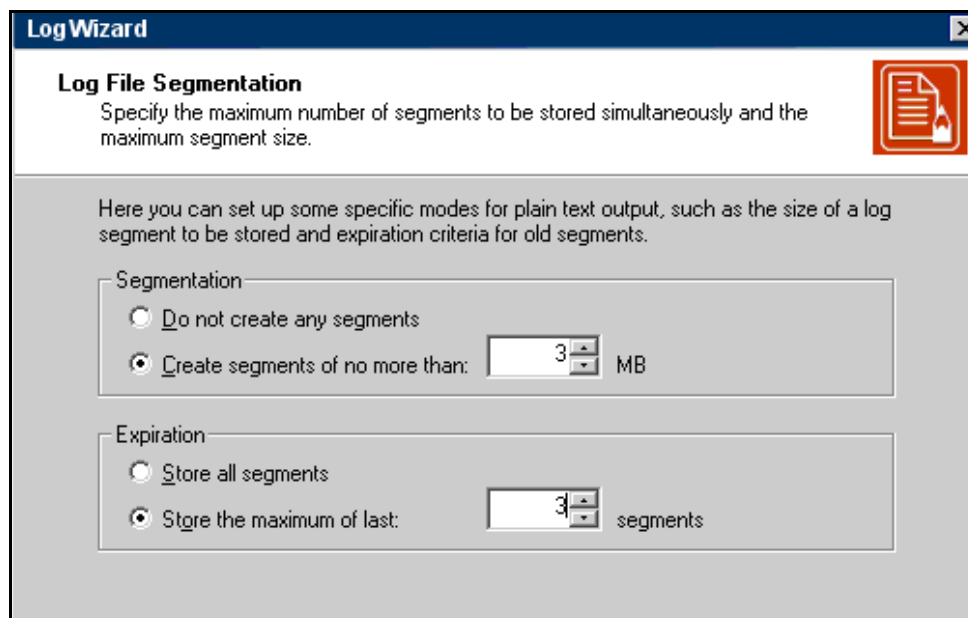 Log Wizard
Log File Segmentation
Specify the maximum number of segments to be stored simultaneously and the
maximum segment size.
Here you can set up some specific modes for plain text output, such as the size of a log
segment to be stored and expiration criteria for old segments.
Segmentation
Do not create any segments
Create segments of no more than: 3 MB
Expiration
Store all segments
Store the maximum of last: 3 segments